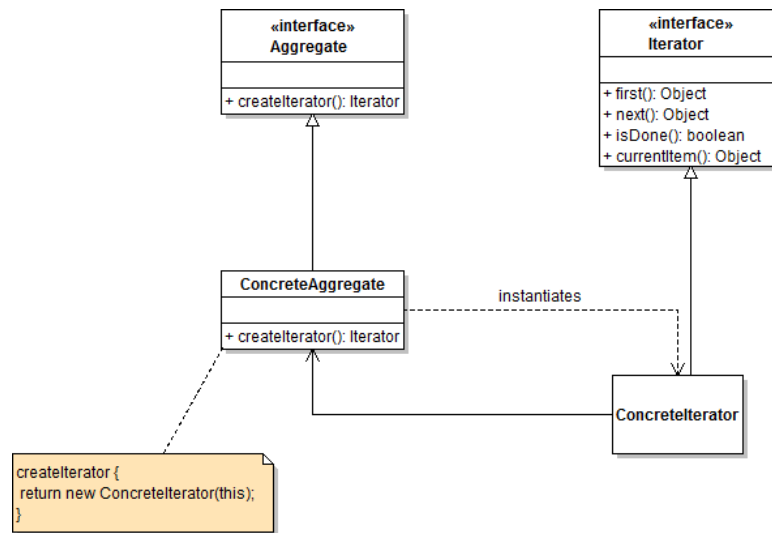 «interface»
Aggregate
+ createIterator(): Iterator
«interface»
Iterator
+ first(): Object
+ next(): Object
+ isDone(): boolean
+ currentItem(): Object
ConcreteAggregate
+ createIterator(): Iterator
instantiates
ConcreteIterator
createIterator {
return new ConcreteIterator(this);
}